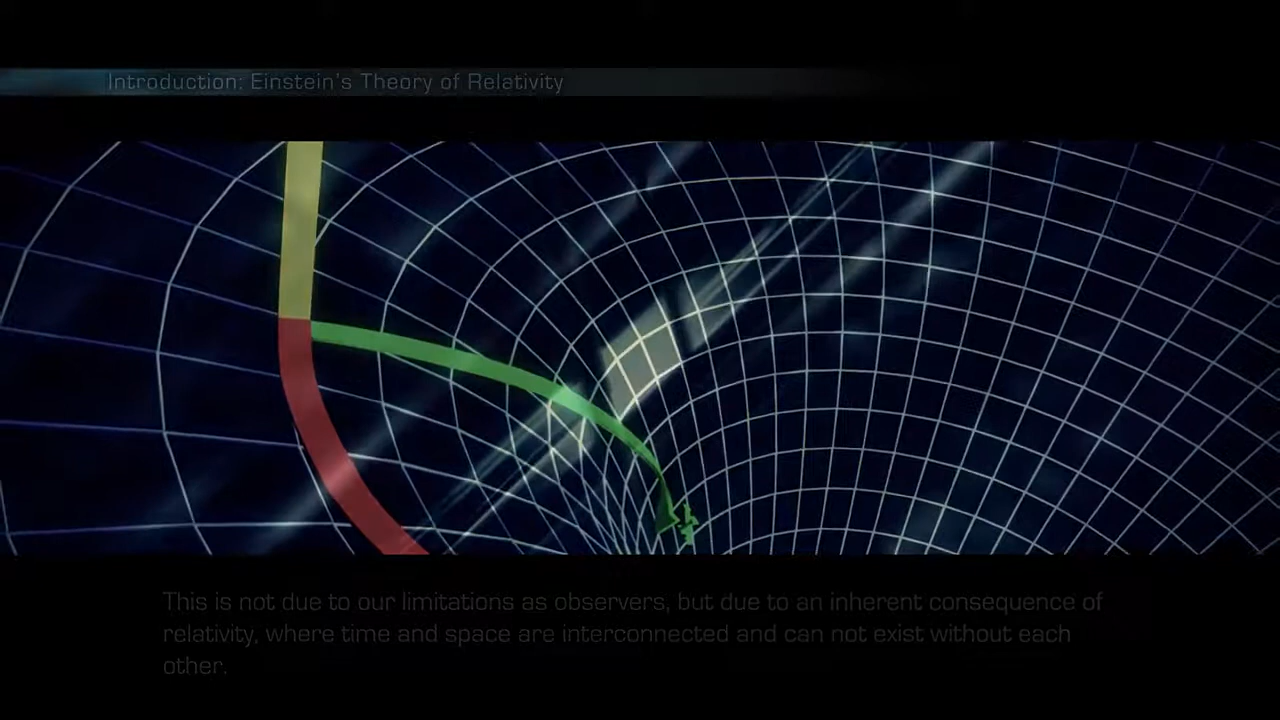 Introduction: Einstein's Theory of Relativity
This is not due to our limitations as observers, but due to an inherent consequence of
relativity, where time and space are interconnected and can not exist without each
other.